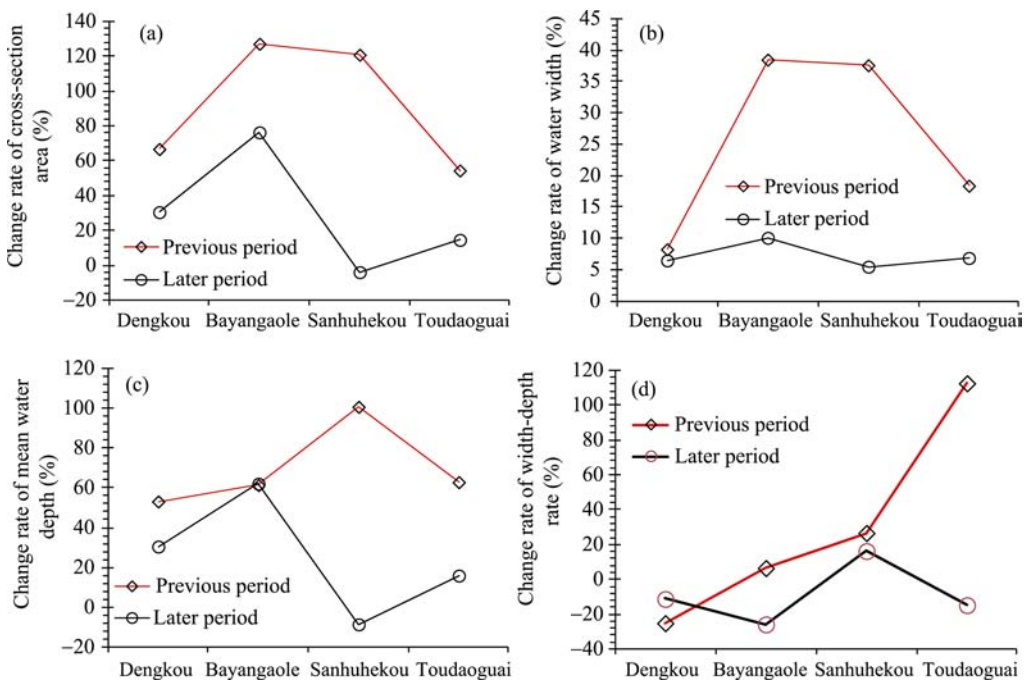 (a)
Change rate of cross-section
area (%)
140
120
100
80
60
40
20
0
–20
Previous period
Later period
Dengkou Bayangaole Sanhuhekou Toudaoguai
(b)
Change rate of water width (%)
45
40
35
30
25
20
15
10
5
0
Previous period
Later period
Dengkou Bayangaole Sanhuhekou Toudaoguai
(c)
Change rate of mean water
depth (%)
120
100
80
60
40
20
0
–20
Previous period
Later period
Dengkou Bayangaole Sanhuhekou Toudaoguai
(d)
Change rate of width-depth
rate (%)
120
100
80
60
40
20
0
–20
–40
Previous period
Later period
Dengkou Bayangaole Sanhuhekou Toudaoguai